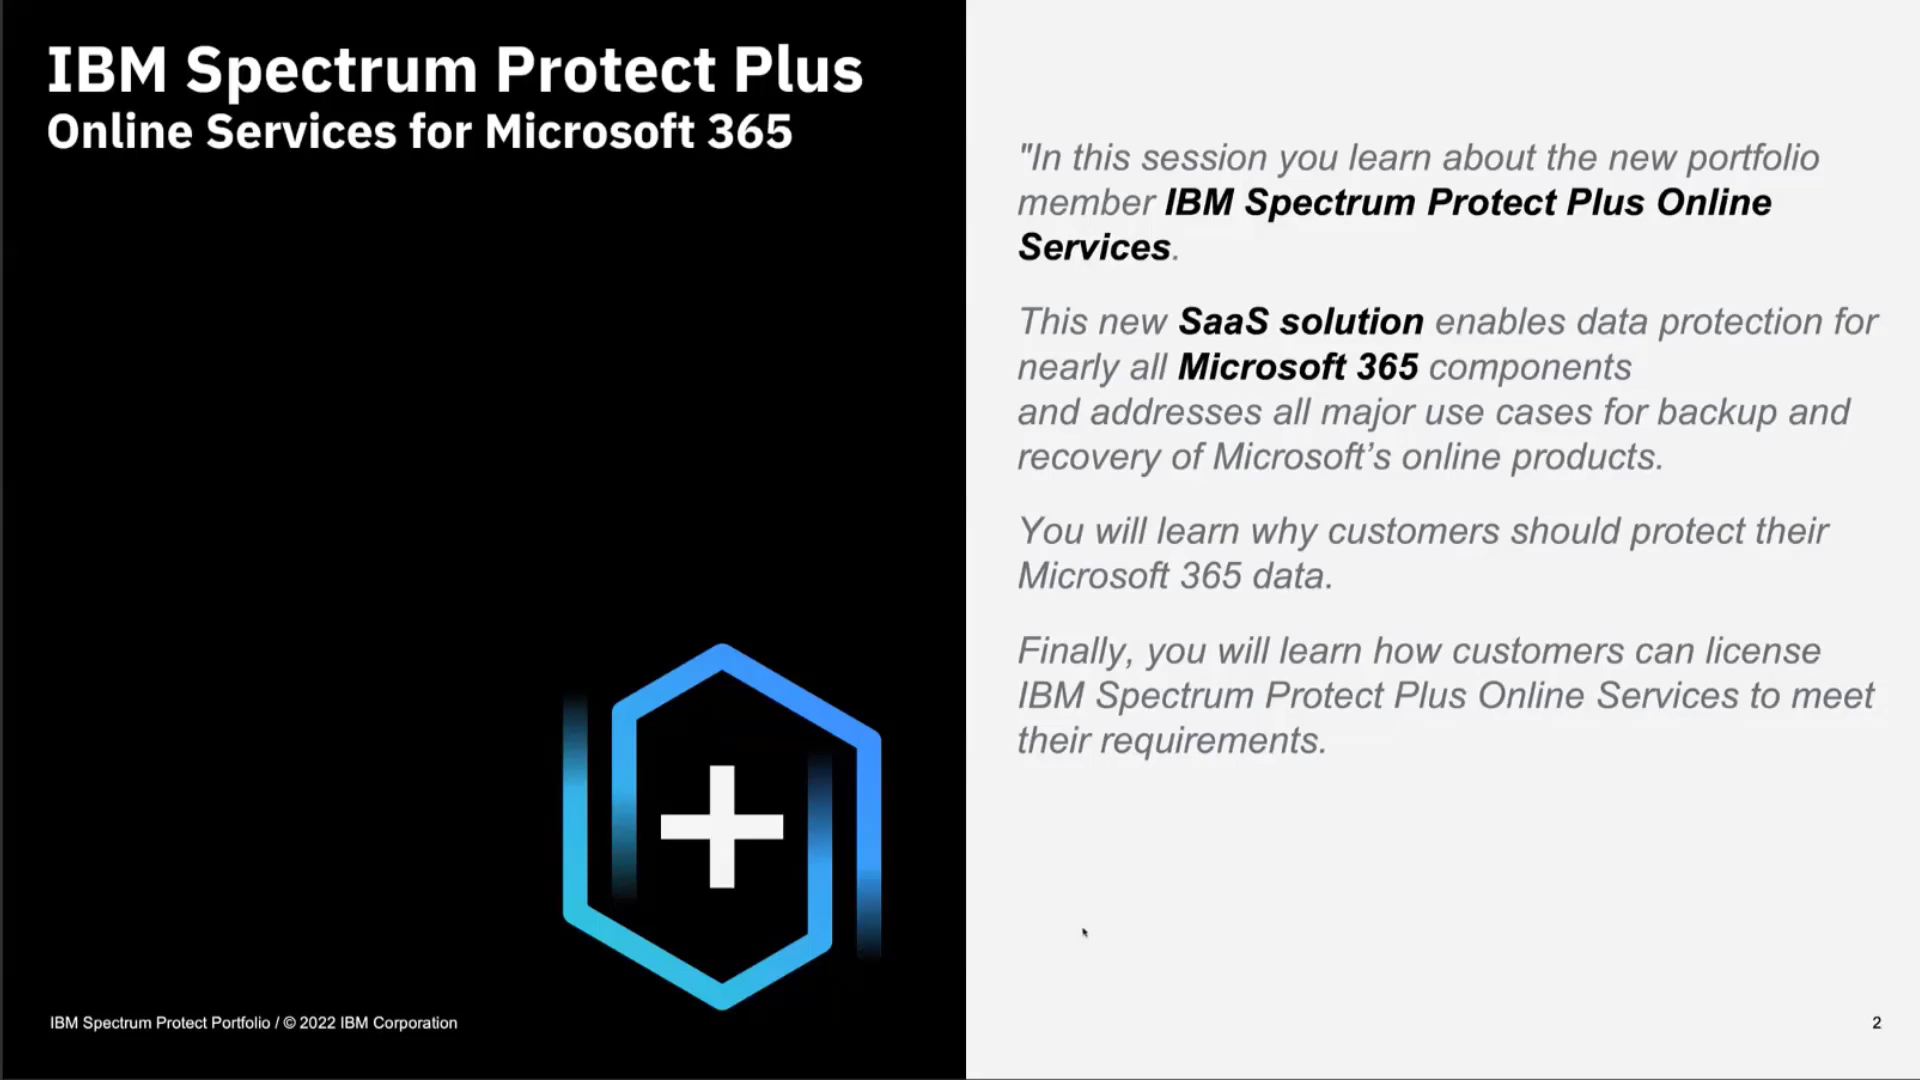 IBM Spectrum Protect Plus
Online Services for Microsoft 365
"In this session you learn about the new portfolio
member IBM Spectrum Protect Plus Online
Services.
This new SaaS solution enables data protection for
nearly all Microsoft 365 components
and addresses all major use cases for backup and
recovery of Microsoft’s online products.
You will learn why customers should protect their
Microsoft 365 data.
Finally, you will learn how customers can license
IBM Spectrum Protect Plus Online Services to meet
their requirements.
IBM Spectrum Protect Portfolio / © 2022 IBM Corporation
2